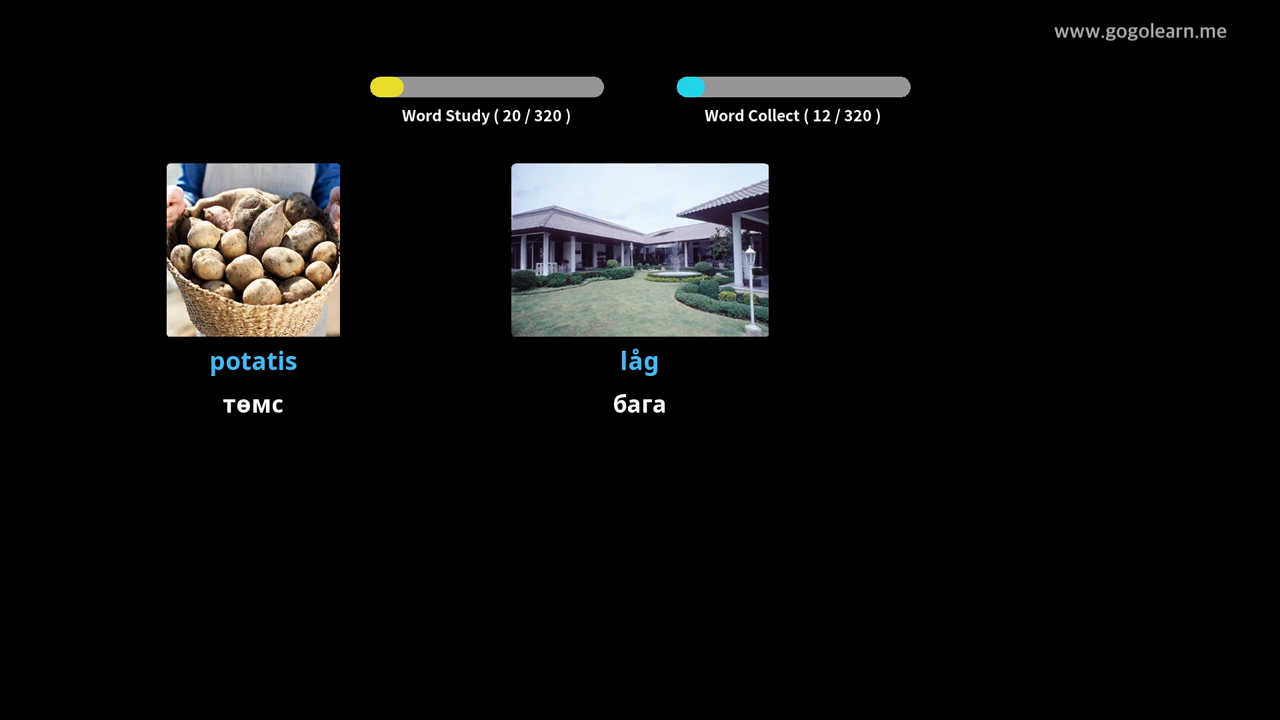 www.gogolearn.me
Word Study ( 20 / 320 )
Word Collect ( 12 / 320 )
potatis
låg
төмс
бага